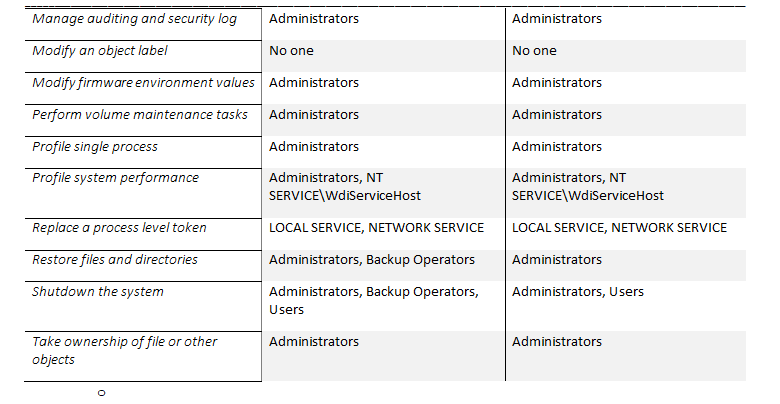 Manage auditing and security log Administrators Administrators
Modify an object label No one No one
Modify firmware environment values Administrators Administrators
Perform volume maintenance tasks Administrators Administrators
Profile single process Administrators Administrators
Profile system performance Administrators, NT Administrators, NT
SERVICE\WdiServiceHost SERVICE\WdiServiceHost
Replace a process level token LOCAL SERVICE, NETWORK SERVICE LOCAL SERVICE, NETWORK SERVICE
Restore files and directories Administrators, Backup Operators Administrators
Shutdown the system Administrators, Backup Operators, Administrators, Users
Users
Take ownership of file or other Administrators Administrators
objects